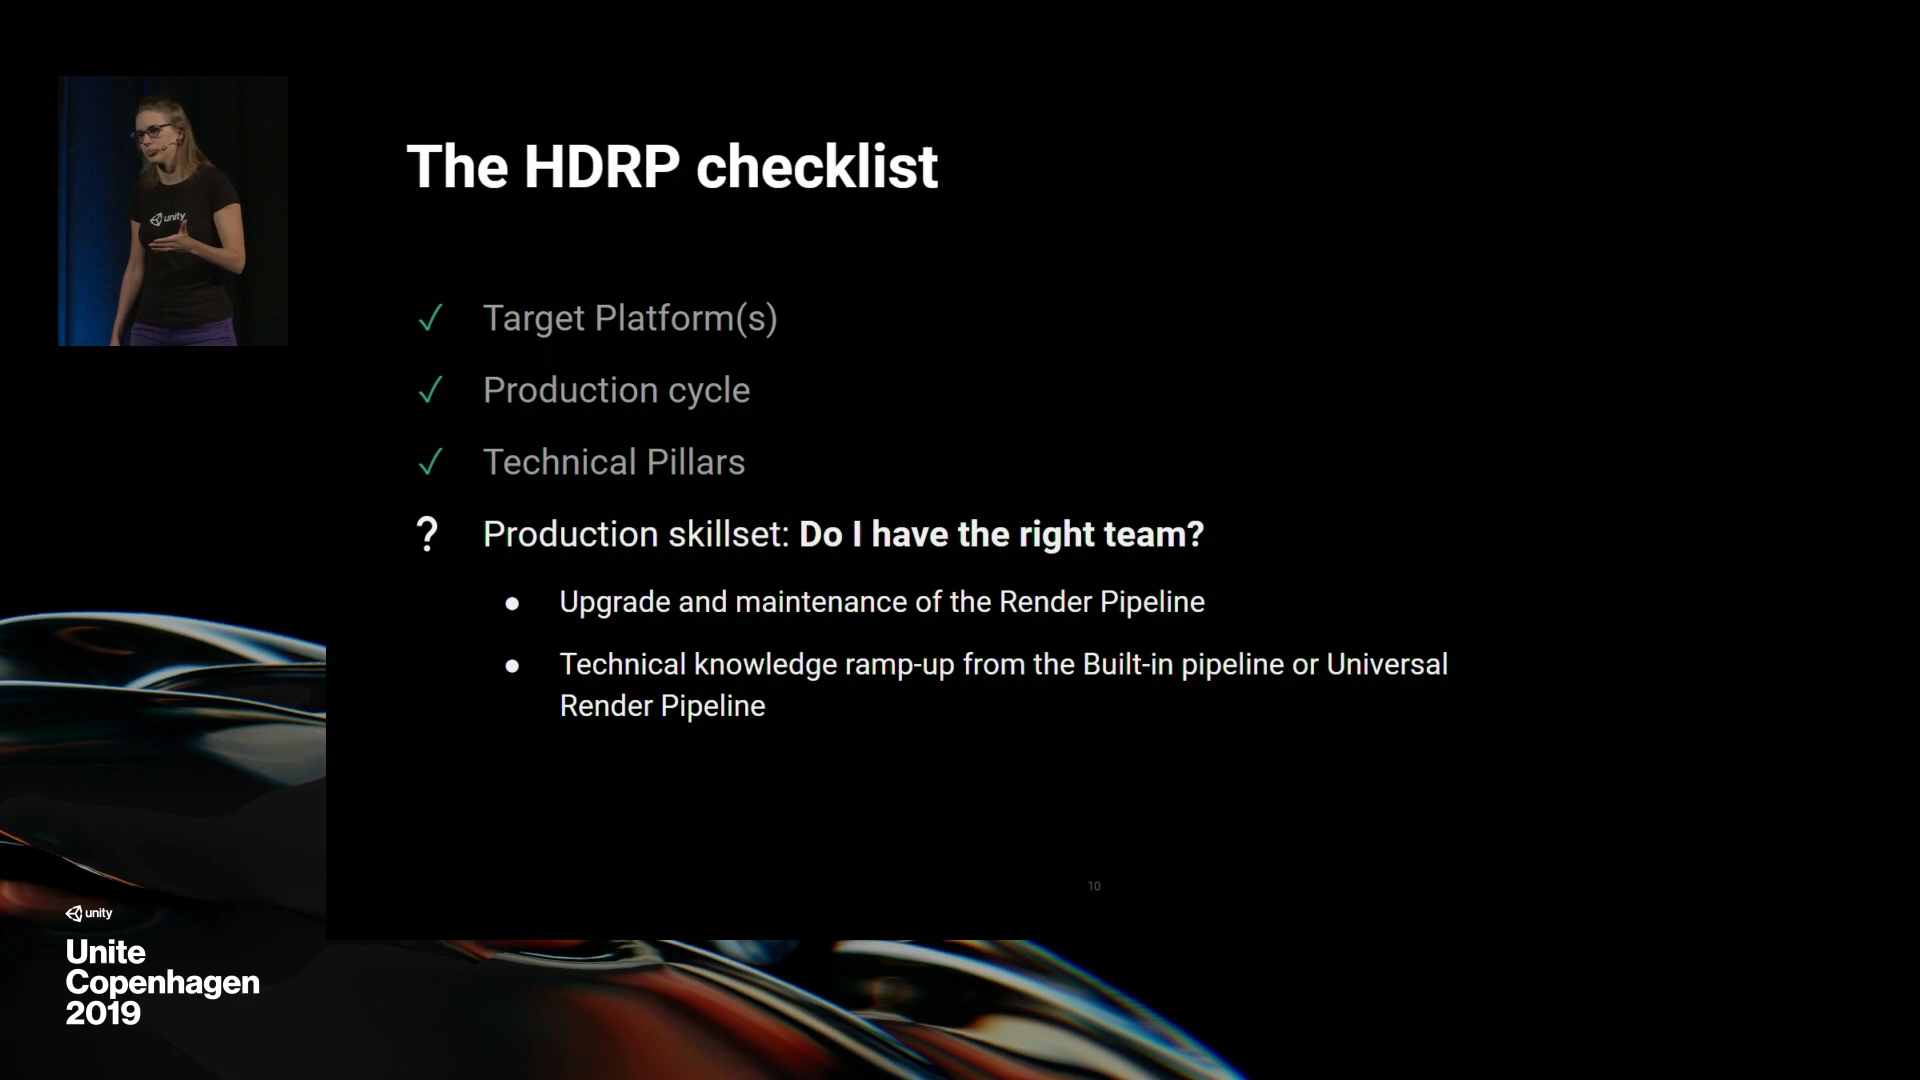 unity
The HDRP checklist
✓ Target Platform(s)
✓ Production cycle
✓ Technical Pillars
? Production skillset: Do I have the right team?
● Upgrade and maintenance of the Render Pipeline
● Technical knowledge ramp-up from the Built-in pipeline or Universal
Render Pipeline
10
unity
Unite
Copenhagen
2019